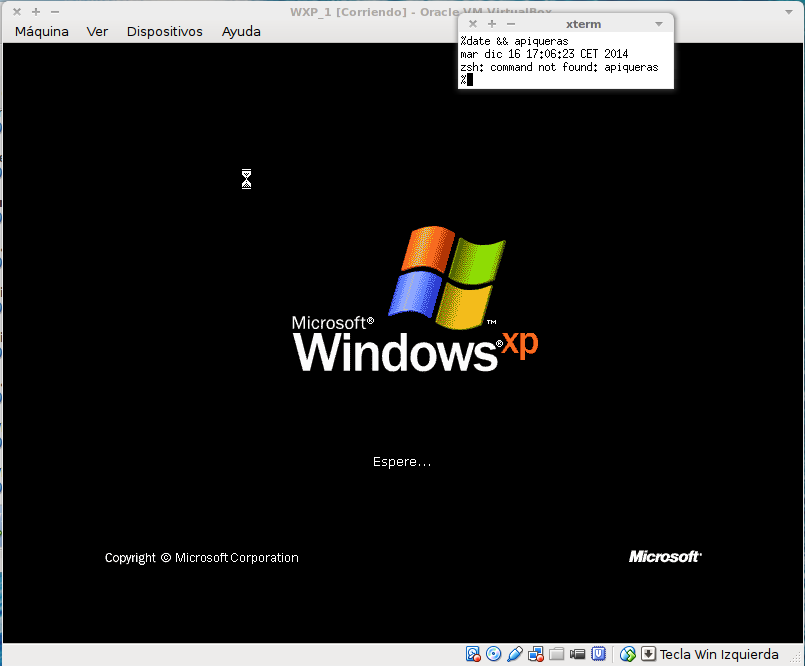 WXP_1 [Corriendo] - Oracle VM VirtualBox
xterm
Máquina Ver Dispositivos Ayuda
%date && apiqueras
mar dic 16 17:06:23 CET 2014
zsh: command not found: apiqueras
%
Microsoft®
Windows®xp
™
Espere...
Copyright © Microsoft Corporation
Microsoft®
Tecla Win Izquierda